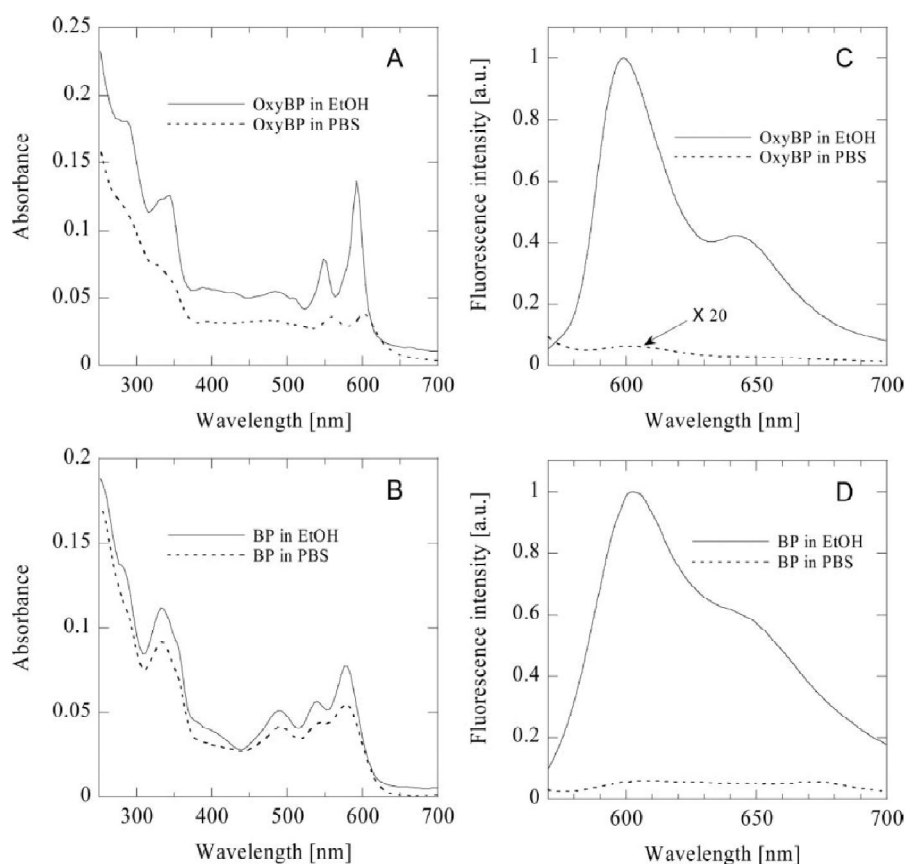 A
OxyBP in EtOH
OxyBP in PBS
Absorbance
0.25
0.2
0.15
0.1
0.05
0
300 400 500 600 700
Wavelength [nm]
C
OxyBP in EtOH
OxyBP in PBS
X 20
Fluorescence intensity [a.u.]
1
0.8
0.6
0.4
0.2
0
600 650 700
Wavelength [nm]
B
BP in EtOH
BP in PBS
Absorbance
0.2
0.15
0.1
0.05
0
300 400 500 600 700
Wavelength [nm]
D
BP in EtOH
BP in PBS
Fluorescence intensity [a.u.]
1
0.8
0.6
0.4
0.2
0
600 650 700
Wavelength [nm]